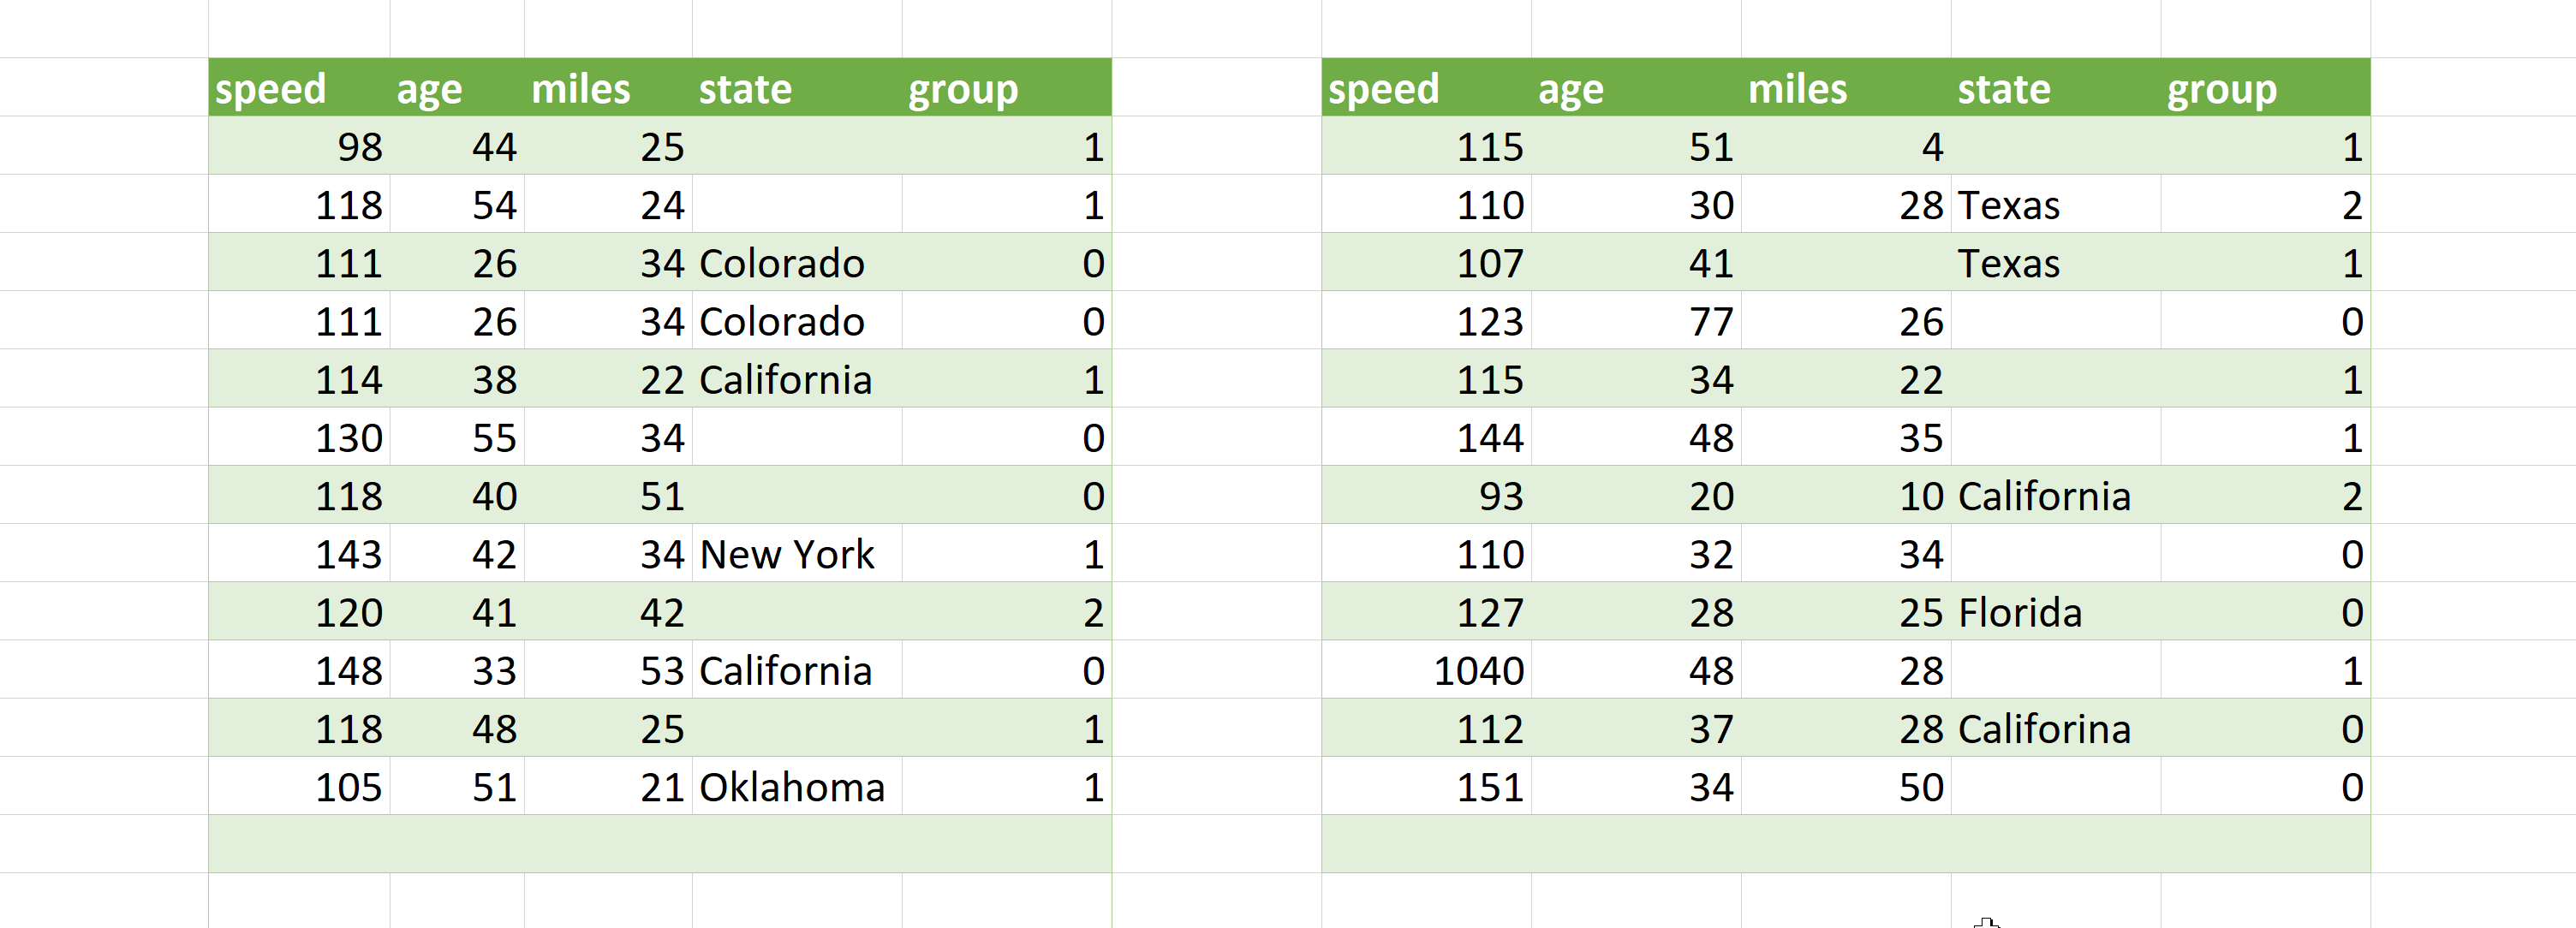 speed age miles state group speed age miles state group
98 44 25 1 115 51 4 1
118 54 24 1 110 30 28 Texas 2
111 26 34 Colorado 0 107 41 Texas 1
111 26 34 Colorado 0 123 77 26 0
114 38 22 California 1 115 34 22 1
130 55 34 0 144 48 35 1
118 40 51 0 93 20 10 California 2
143 42 34 New York 1 110 32 34 0
120 41 42 2 127 28 25 Florida 0
148 33 53 California 0 1040 48 28 1
118 48 25 1 112 37 28 Califorina 0
105 51 21 Oklahoma 1 151 34 50 0